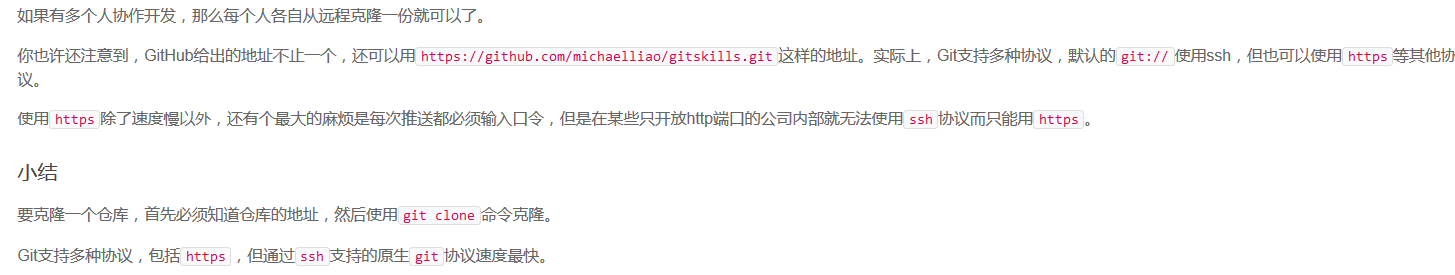 如果有多个人协作开发，那么每个人各自从远程克隆一份就可以了。
你也许还注意到，GitHub给出的地址不止一个，还可以用https://github.com/michaelliao/gitskills.git这样的地址。实际上，Git支持多种协议，默认的git://使用ssh，但也可以使用https等其他协
议。
使用https除了速度慢以外，还有个最大的麻烦是每次推送都必须输入口令，但是在某些只开放http端口的公司内部就无法使用ssh协议而只能用https。
小结
要克隆一个仓库，首先必须知道仓库的地址，然后使用git clone命令克隆。
Git支持多种协议，包括https，但通过ssh支持的原生git协议速度最快。